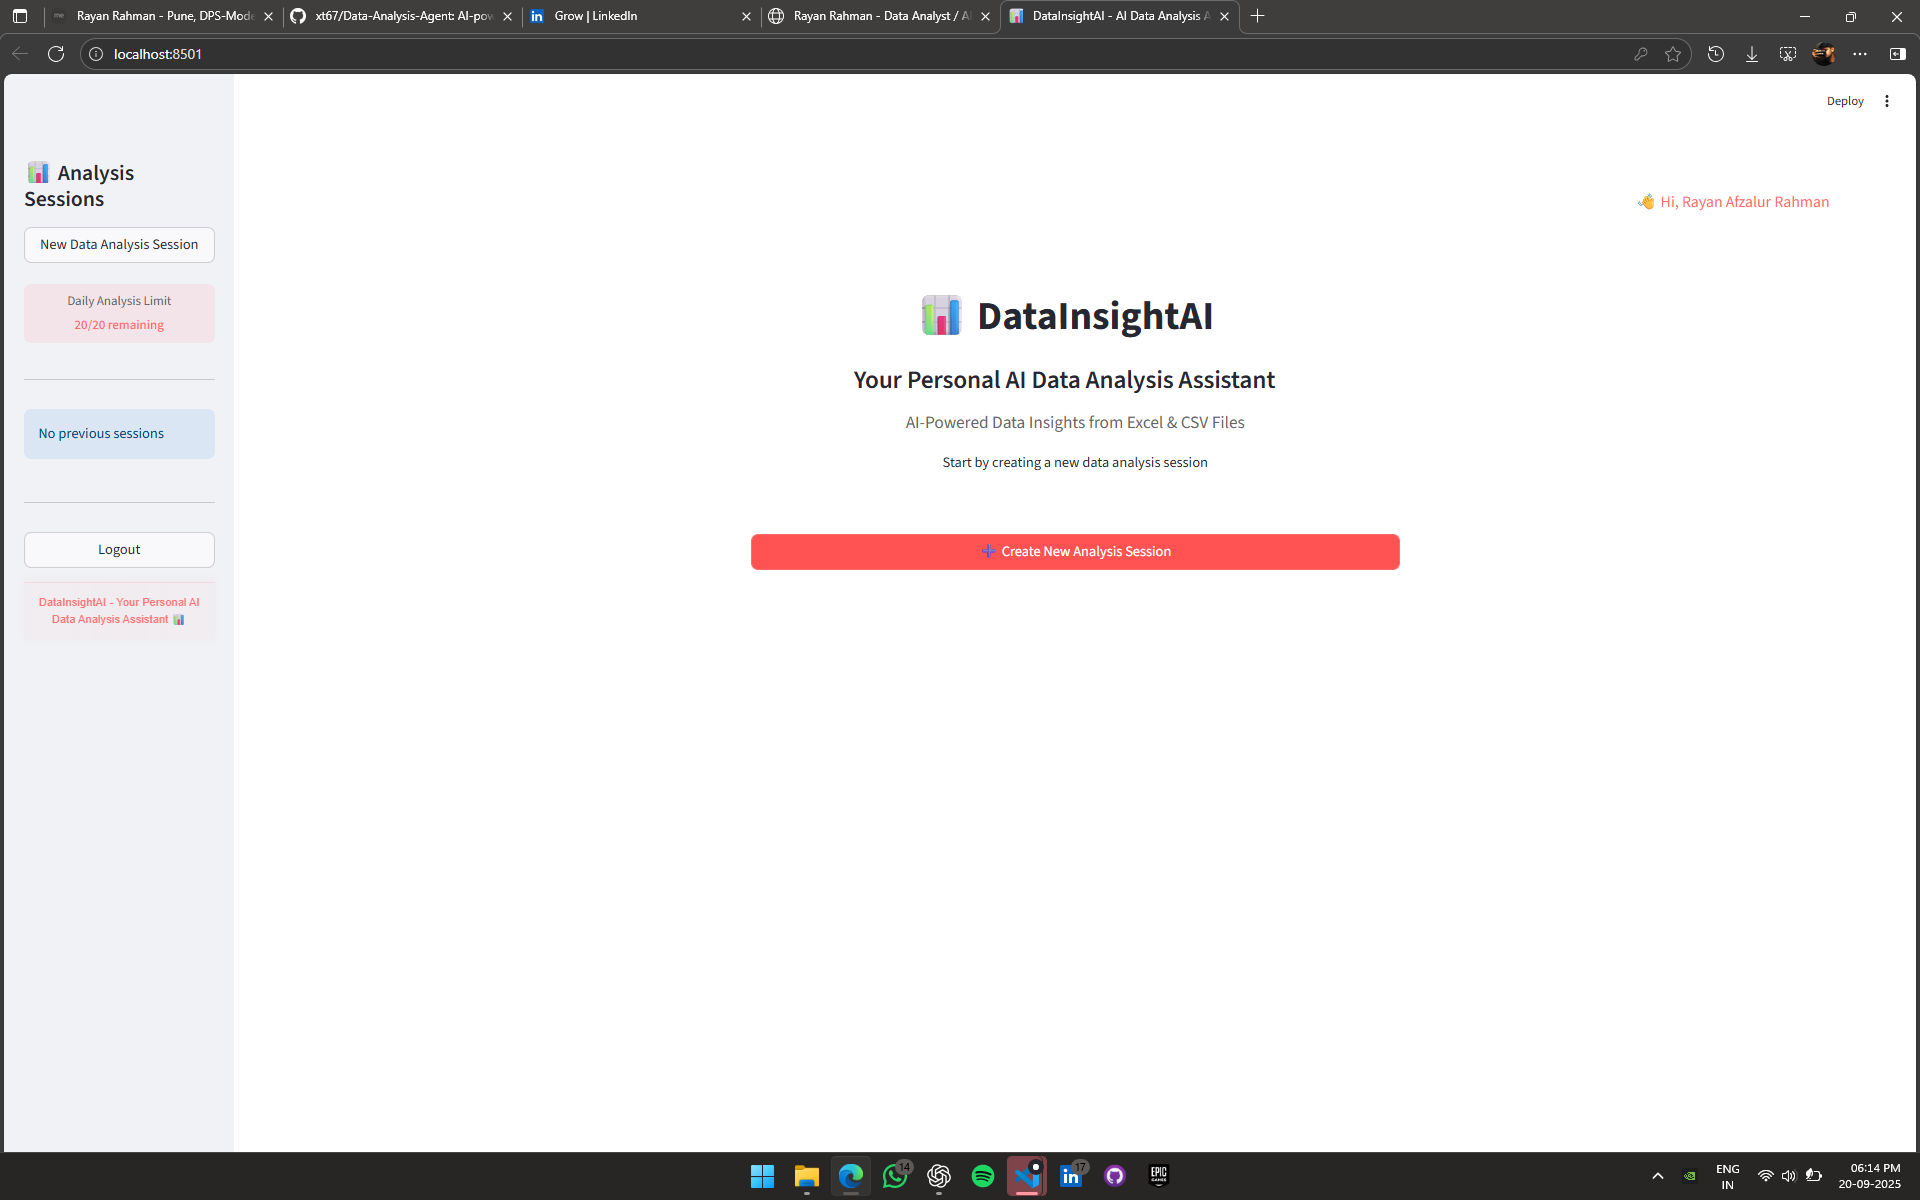 Rayan Rahman - Pune, DPS-Mode
xt67/Data-Analysis-Agent: AI-pow
Grow | LinkedIn
Rayan Rahman - Data Analyst / AI
DataInsightAI - AI Data Analysis A
localhost:8501
Deploy
Analysis
Sessions
New Data Analysis Session
Daily Analysis Limit
20/20 remaining
No previous sessions
Logout
DataInsightAI - Your Personal AI
Data Analysis Assistant
Hi, Rayan Afzalur Rahman
DataInsightAI
Your Personal AI Data Analysis Assistant
AI-Powered Data Insights from Excel & CSV Files
Start by creating a new data analysis session
Create New Analysis Session
14
17
EPIC
GAMES
ENG
IN
06:14 PM
20-09-2025